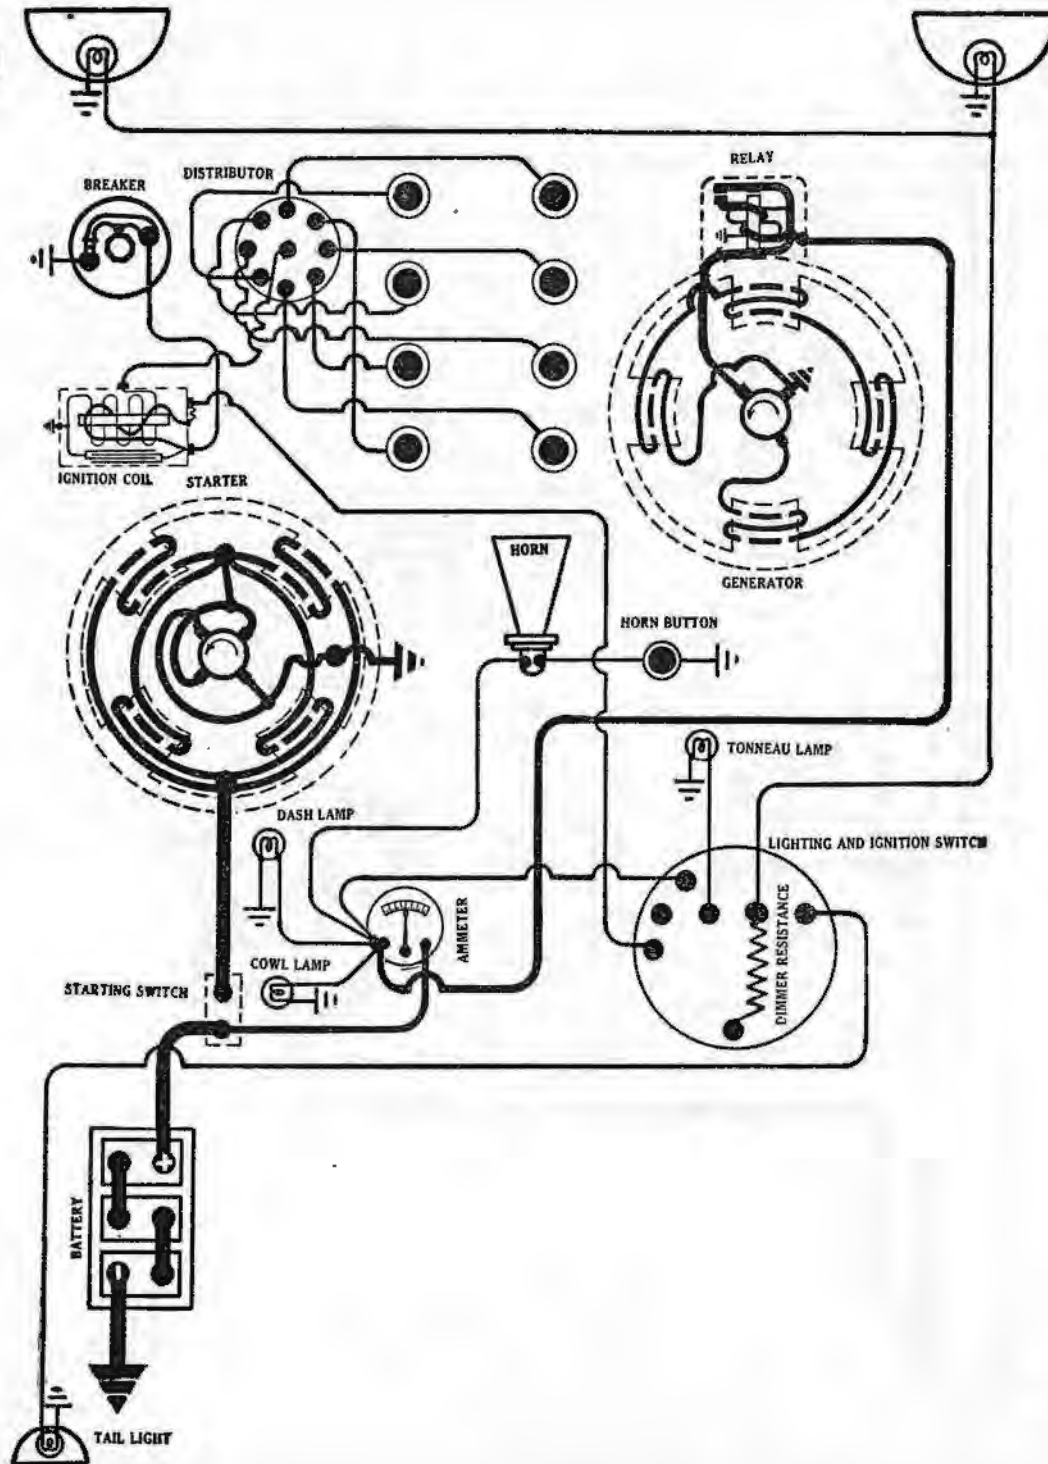 RELAY
DISTRIBUTOR
BREAKER
IGNITION COIL
STARTER
GENERATOR
HORN
HORN BUTTON
TONNEAU LAMP
DASH LAMP
LIGHTING AND IGNITION SWITCH
DIMMER RESISTANCE
AMMETER
COWL LAMP
STARTING SWITCH
BATTERY
TAIL LIGHT